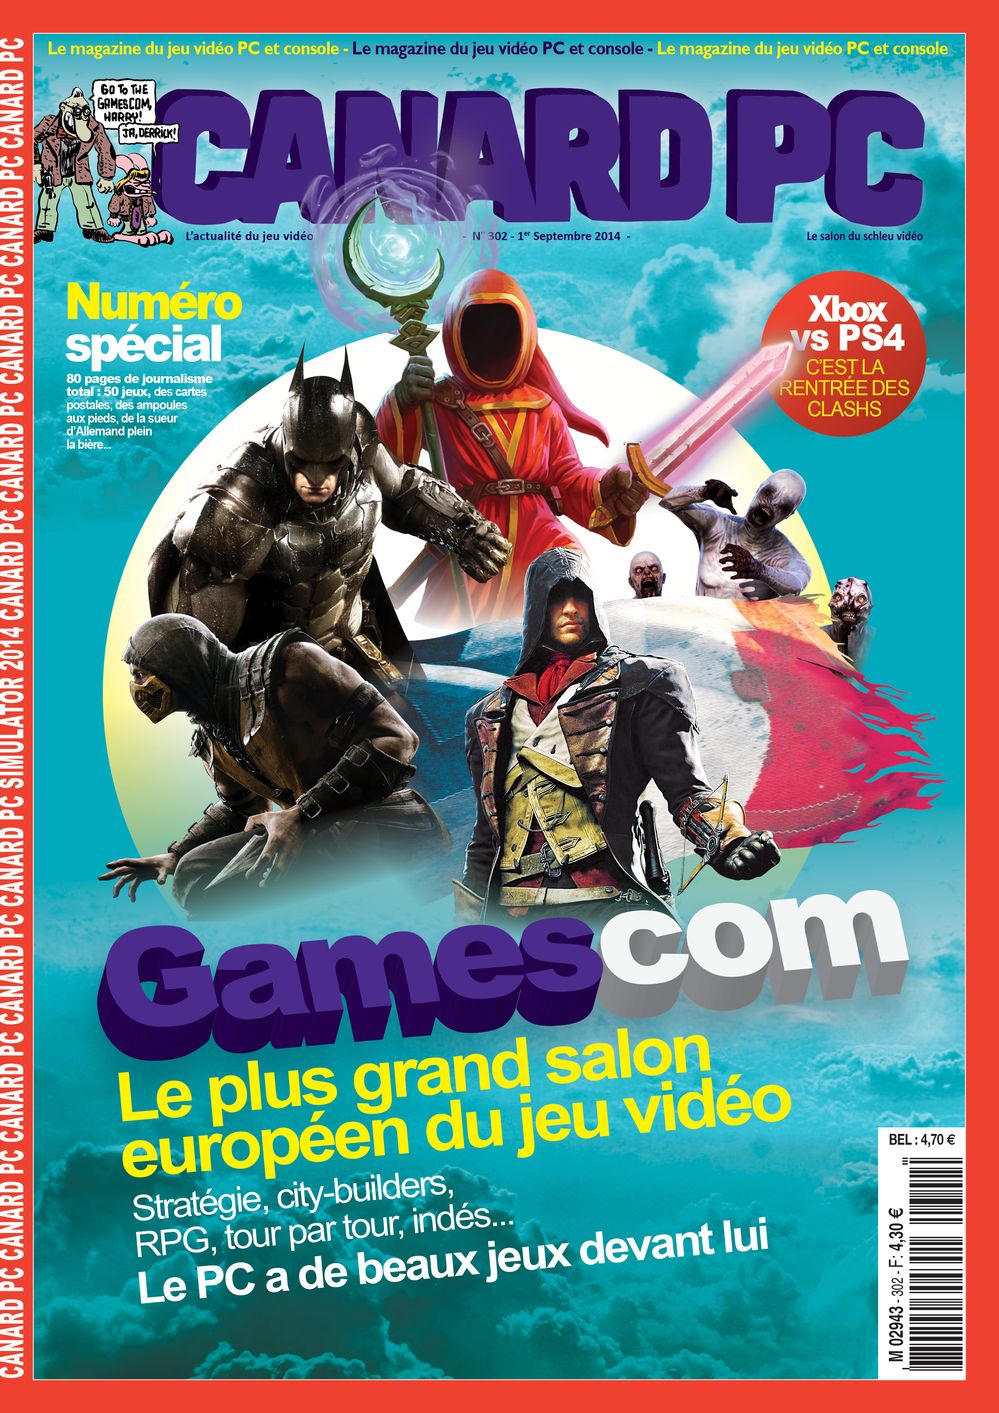 Le magazine du jeu vidéo PC et console - Le magazine du jeu vidéo PC et console - Le magazine du jeu vidéo PC et console
GO TO THE
GAMESCOM,
HARRY!
JA, DERRICK!
CANARD PC
L'actualité du jeu vidéo
- N° 302 - 1er Septembre 2014 -
Le salon du schleu vidéo
Numéro
spécial
80 pages de journalisme
total : 50 jeux, des cartes
postales, des ampoules
aux pieds, de la sueur
d'Allemand plein
la bière...
Xbox
vs PS4
C'EST LA
RENTRÉE DES
CLASHS
Gamescom
Le plus grand salon
européen du jeu vidéo
Stratégie, city-builders,
RPG, tour par tour, indés...
Le PC a de beaux jeux devant lui
BEL : 4,70 €
M 02943 - 302 - F: 4,30 €
CANARD PC CANARD PC CANARD PC CANARD PC SIMULATOR 2014 CANARD PC CANARD PC CANARD PC CANARD PC CANARD PC